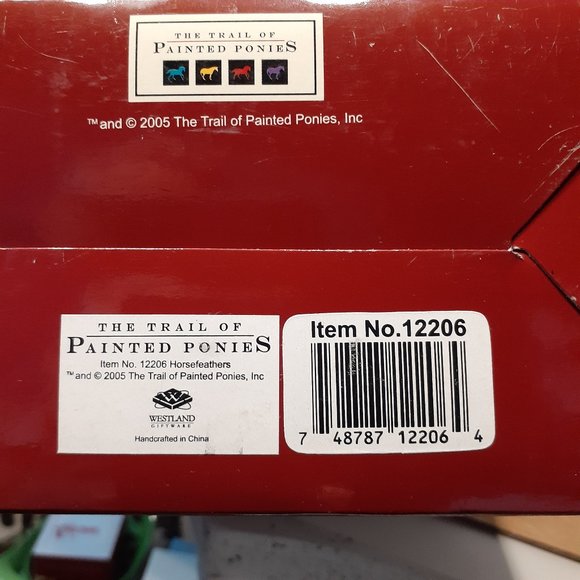 THE TRAIL OF
PAINTED PONIES
™and © 2005 The Trail of Painted Ponies, Inc
THE TRAIL OF
PAINTED PONIES
Item No. 12206 Horsefeathers
™and © 2005 The Trail of Painted Ponies, Inc
WESTLAND
GIFTWARE
Handcrafted in China
Item No.12206
7 48787 12206 4